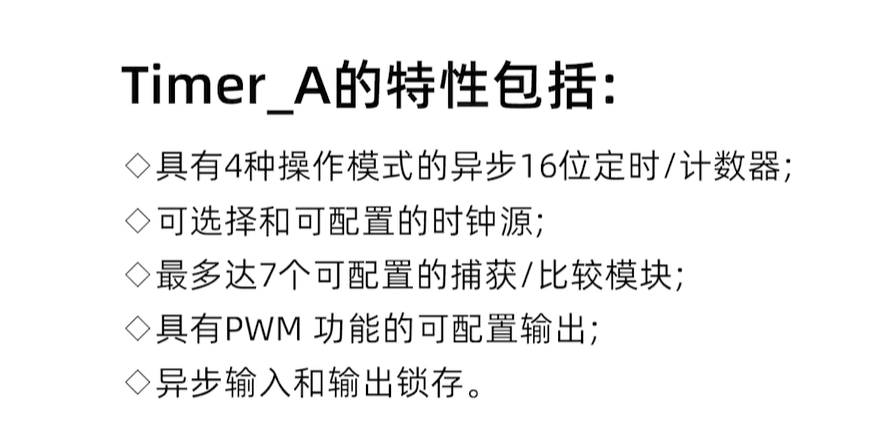 Timer_A的特性包括:
◇具有4种操作模式的异步16位定时/计数器;
◇可选择和可配置的时钟源;
◇最多达7个可配置的捕获/比较模块;
◇具有PWM 功能的可配置输出;
◇异步输入和输出锁存。